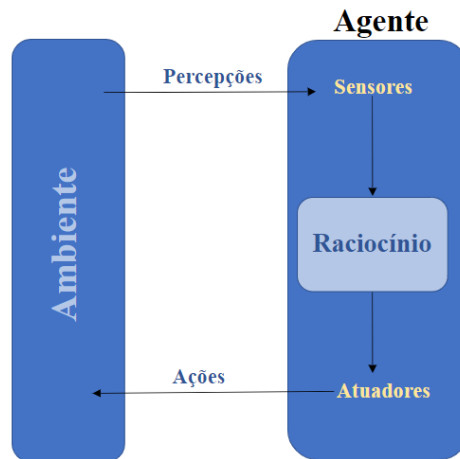 Agente
Percepções
Sensores
Ambiente
Raciocínio
Ações
Atuadores